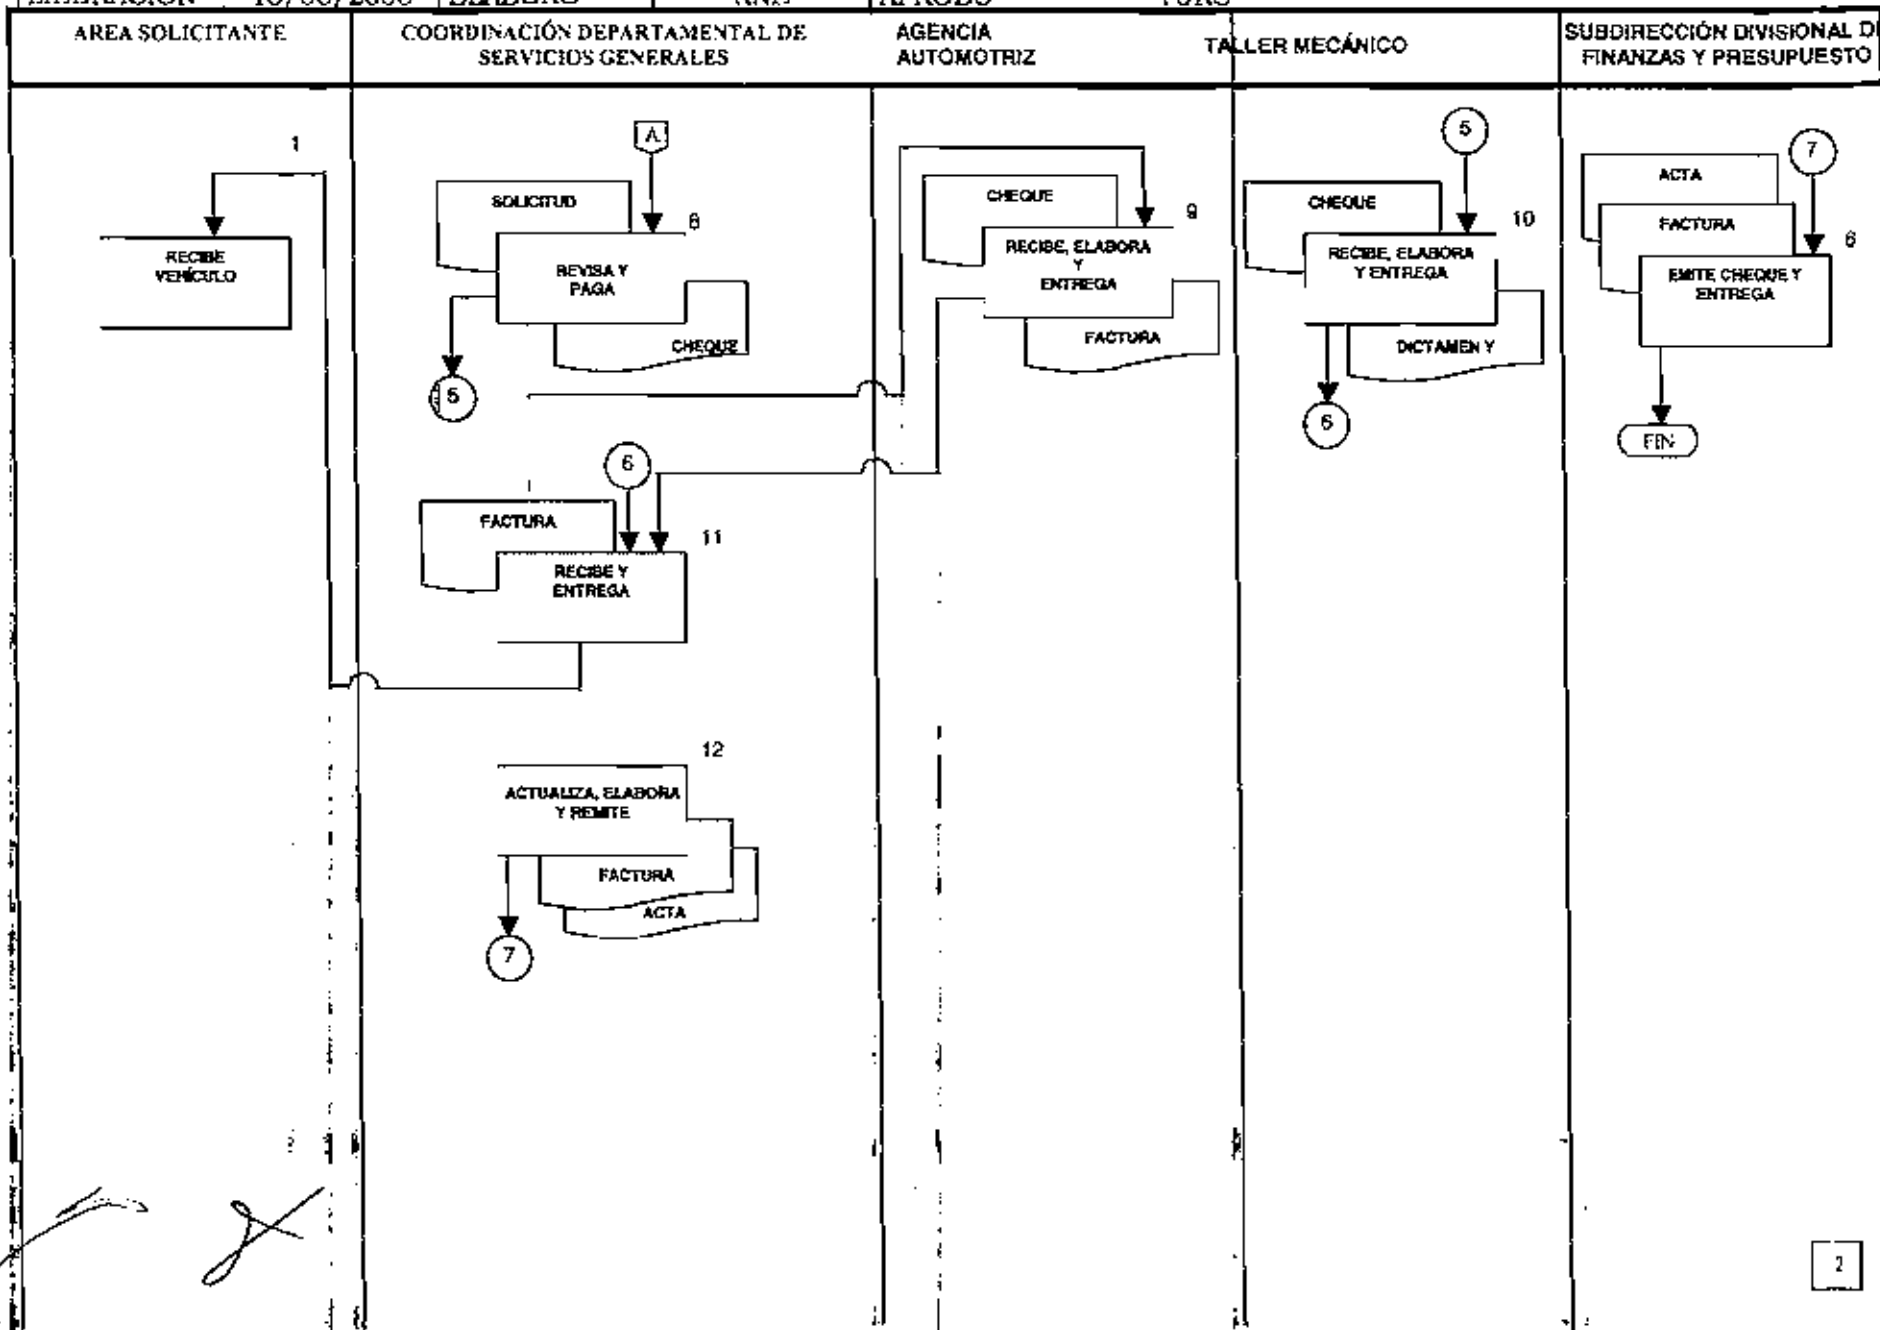 AREA SOLICITANTE
COORDINACIÓN DEPARTAMENTAL DE
SERVICIOS GENERALES
AGENCIA
AUTOMOTRIZ
TALLER MECÁNICO
SUBDIRECCIÓN DIVISIONAL DE
FINANZAS Y PRESUPUESTO
1
RECIBE
VEHÍCULO
A
SOLICITUD
8
REVISA Y
PAGA
CHEQUE
5
6
FACTURA
11
RECIBE Y
ENTREGA
12
ACTUALIZA, ELABORA
Y REMITE
FACTURA
ACTA
7
CHEQUE
9
RECIBE, ELABORA
Y
ENTREGA
FACTURA
5
CHEQUE
10
RECIBE, ELABORA
Y ENTREGA
DICTAMEN Y
6
7
ACTA
FACTURA
6
EMITE CHEQUE Y
ENTREGA
FIN
2